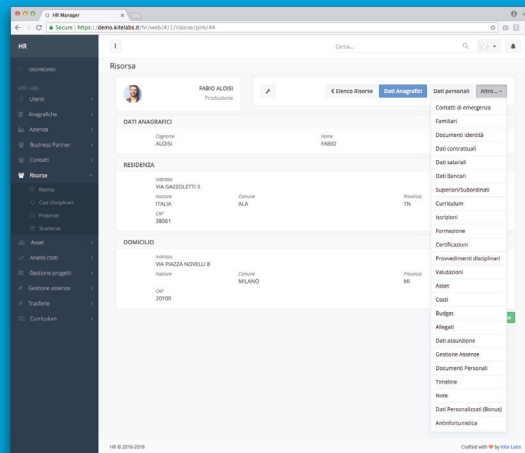 HR Manager
Secure https://demo.kitelabs.it/hr/web/#/1/risorse/pim/44
HR
Cerca...
DASHBOARD
KITE LABS
Utenti
Anagrafiche
Azienda
Business Partner
Contatti
Risorse
Risorse
Casi disciplinari
Presenze
Scadenze
Asset
Analisi costi
Gestione progetti
Gestione assenze
Trasferte
Curriculum
Risorsa
FABIO ALOISI
Produzione
Elenco Risorse
Dati Anagrafici
Dati personali
Altro...
DATI ANAGRAFICI
Cognome Nome
ALOISI FABIO
RESIDENZA
Indirizzo
VIA GAZZOLETTI 5
Nazione Comune Provincia
ITALIA ALA TN
CAP
38061
DOMICILIO
Indirizzo
VIA PIAZZA NOVELLI 8
Nazione Comune Provincia
MILANO MI
CAP
20100
Contatti di emergenza
Familiari
Documenti identità
Dati contrattuali
Dati salariali
Dati Bancari
Superiori/Subordinati
Curriculum
Iscrizioni
Formazione
Certificazioni
Provvedimenti disciplinari
Valutazioni
Asset
Costi
Budget
Allegati
Dati assunzione
Gestione Assenze
Documenti Personali
Timeline
Note
Dati Personalizzati (Bonus)
Antinfortunistica
HR © 2016-2018
Crafted with ❤ by Kite Labs